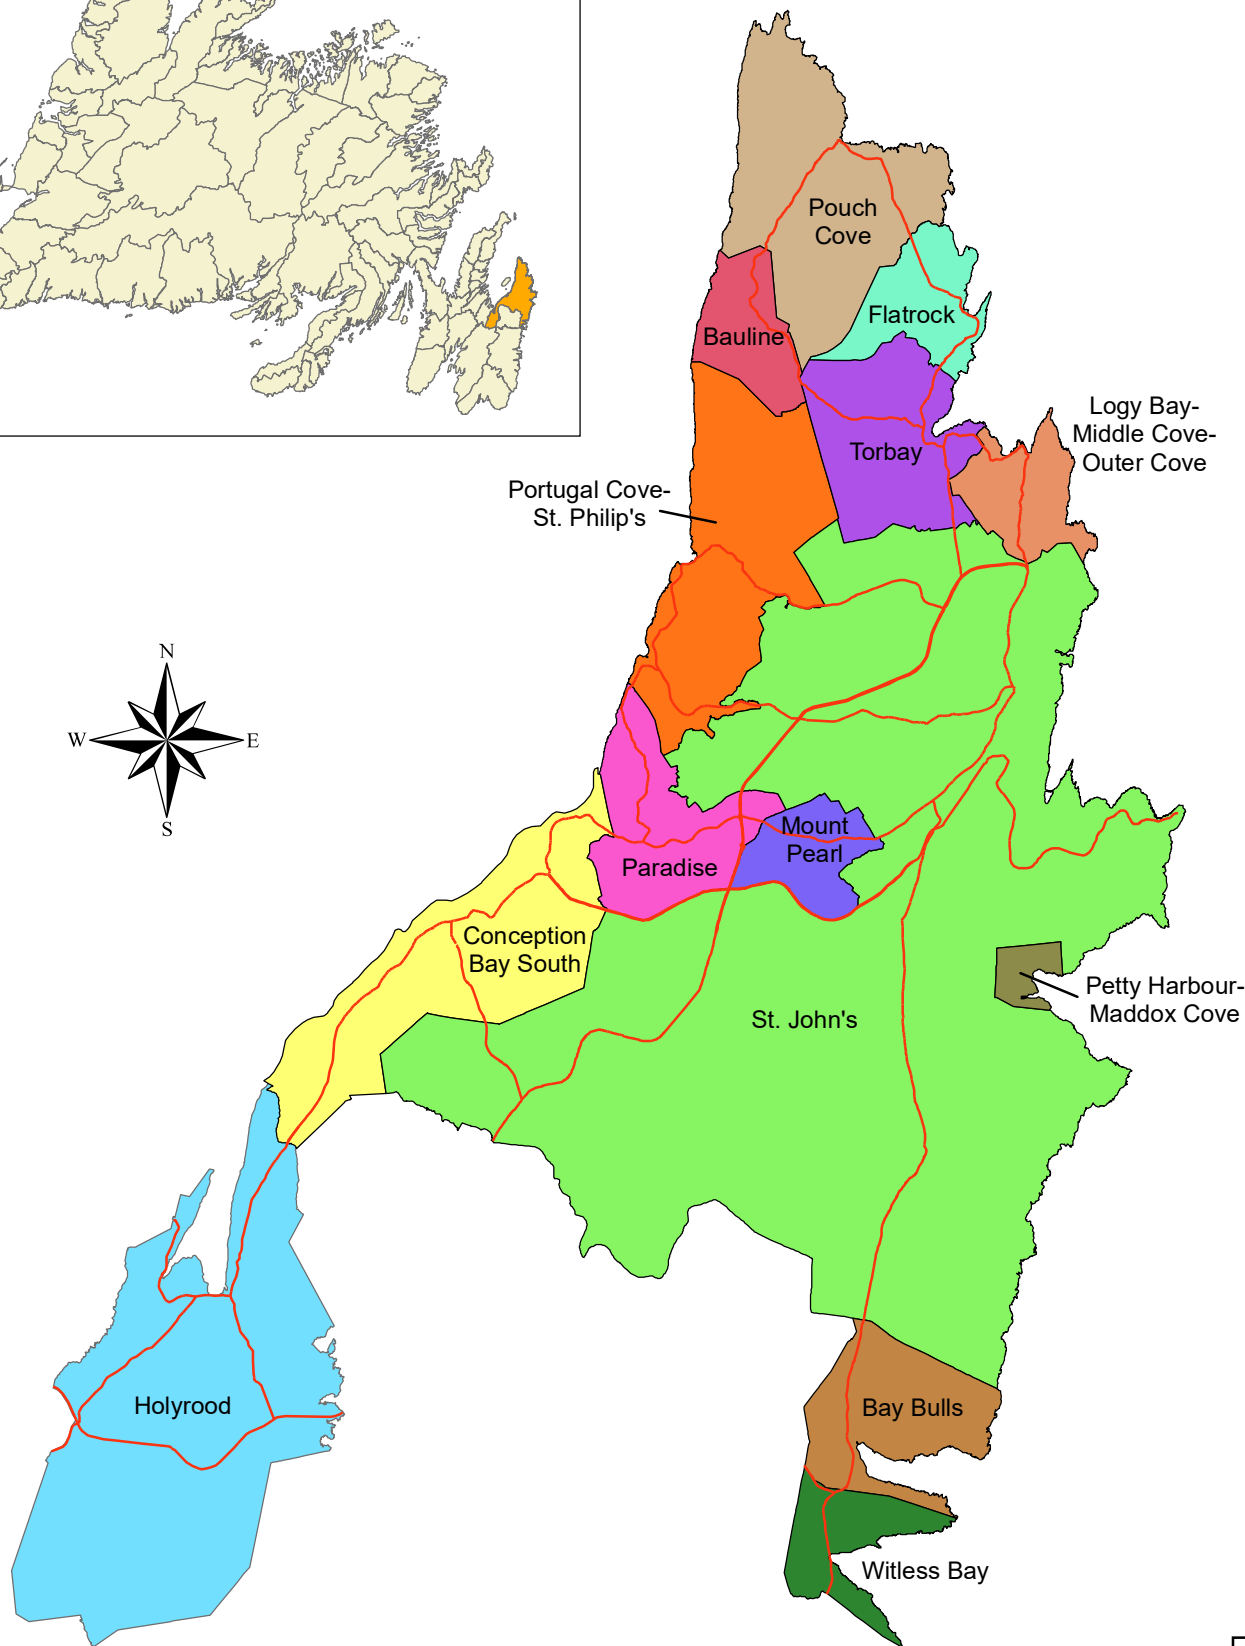 Pouch
Cove
Flatrock
Bauline
Logy Bay-
Middle Cove-
Outer Cove
Torbay
Portugal Cove-
St. Philip's
N
W
E
S
Mount
Pearl
Paradise
Conception
Bay South
Petty Harbour-
Maddox Cove
St. John's
Holyrood
Bay Bulls
Witless Bay